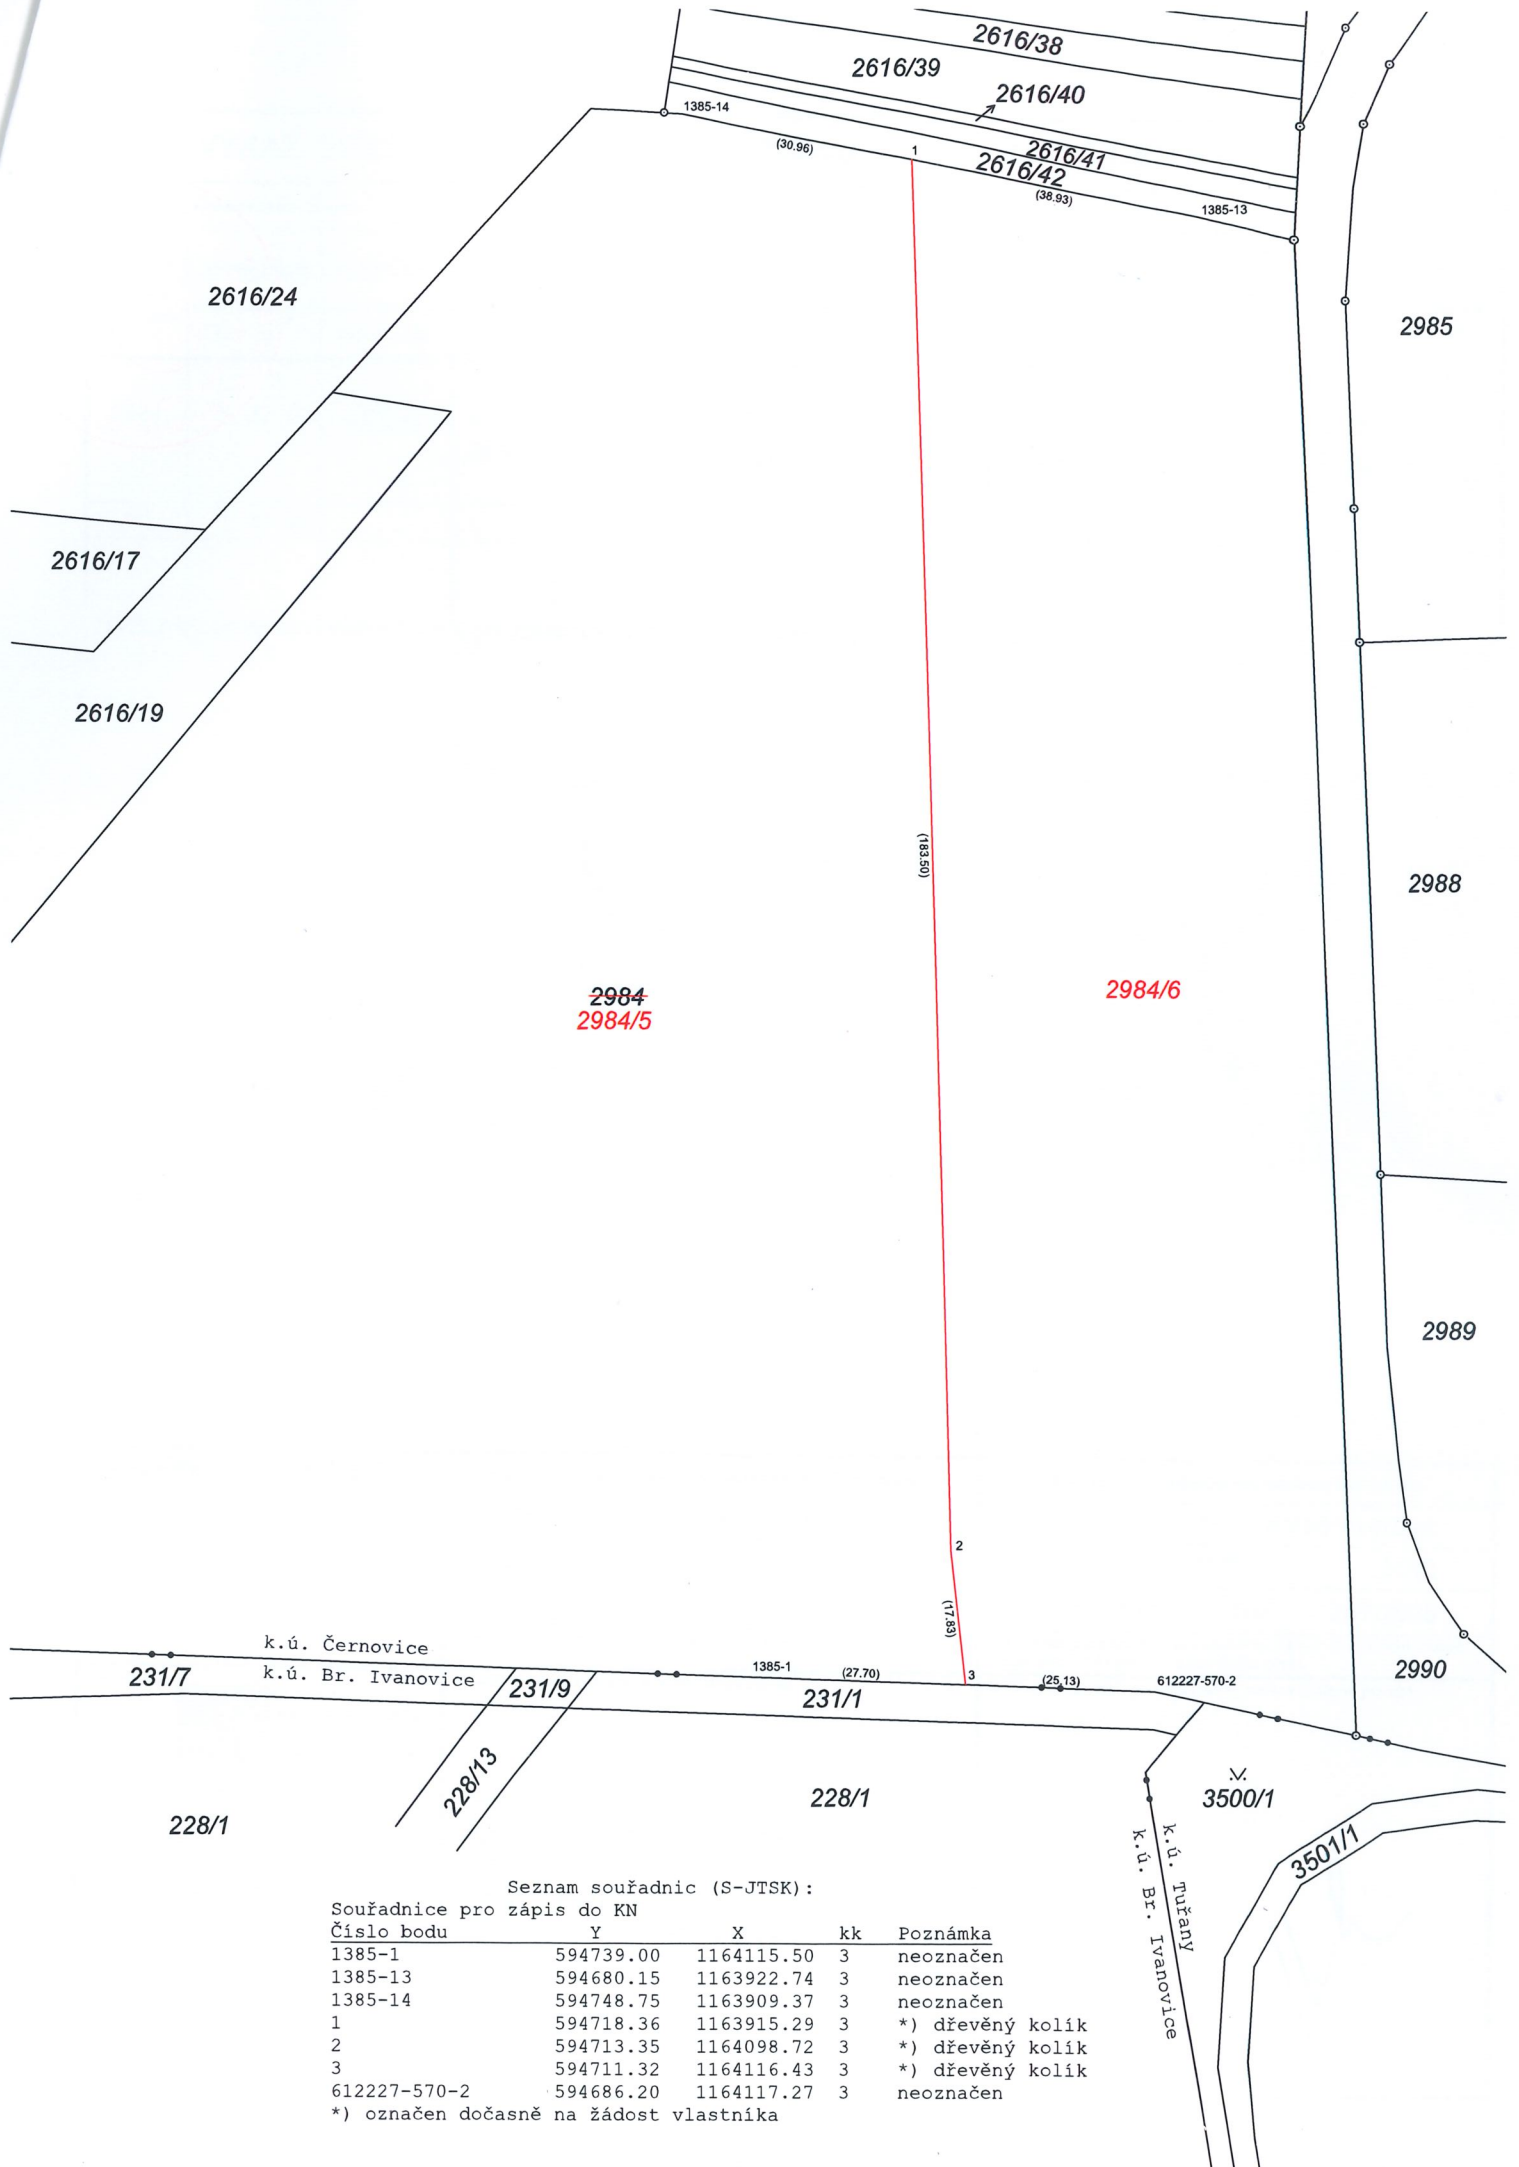 2616/38
2616/39
2616/40
1385-14
(30.96)
1
2616/41
2616/42
(38.93)
1385-13
2616/24
2985
2616/17
2616/19
(183.50)
2988
2984
2984/5
2984/6
2989
2
(17.83)
k.ú. Černovice
k.ú. Br. Ivanovice
231/7
231/9
1385-1
(27.70)
3
231/1
(25.13)
612227-570-2
2990
228/13
228/1
228/1
3500/1
3501/1
k.ú. Tuřany
k.ú. Br. Ivanovice
Seznam souřadnic (S-JTSK):
Souřadnice pro zápis do KN
Číslo bodu Y X kk Poznámka
1385-1 594739.00 1164115.50 3 neoznačen
1385-13 594680.15 1163922.74 3 neoznačen
1385-14 594748.75 1163909.37 3 neoznačen
1 594718.36 1163915.29 3 *) dřevěný kolík
2 594713.35 1164098.72 3 *) dřevěný kolík
3 594711.32 1164116.43 3 *) dřevěný kolík
612227-570-2 594686.20 1164117.27 3 neoznačen
*) označen dočasně na žádost vlastníka